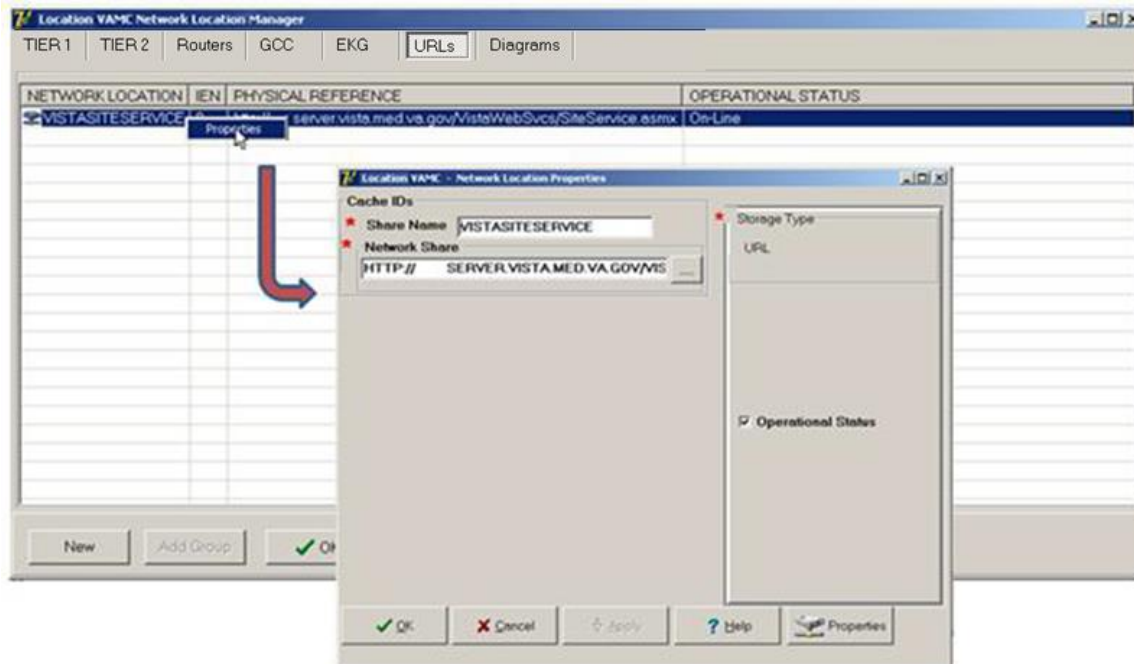 Location VAMC Network Location Manager
TIER 1 TIER 2 Routers GCC EKG URLs Diagrams
NETWORK LOCATION IEN PHYSICAL REFERENCE OPERATIONAL STATUS
VISTASITESERVICE server.vista.med.va.gov/VistaWebSvcs/SiteService.asmx On-Line
Properties
Location VAMC - Network Location Properties
Cache IDs
* Share Name VISTASITESERVICE
* Storage Type
* Network Share
URL
HTTP:// SERVER.VISTA.MED.VA.GOV/VIS ...
Operational Status
New Add Group
OK Cancel Apply ? Help Properties